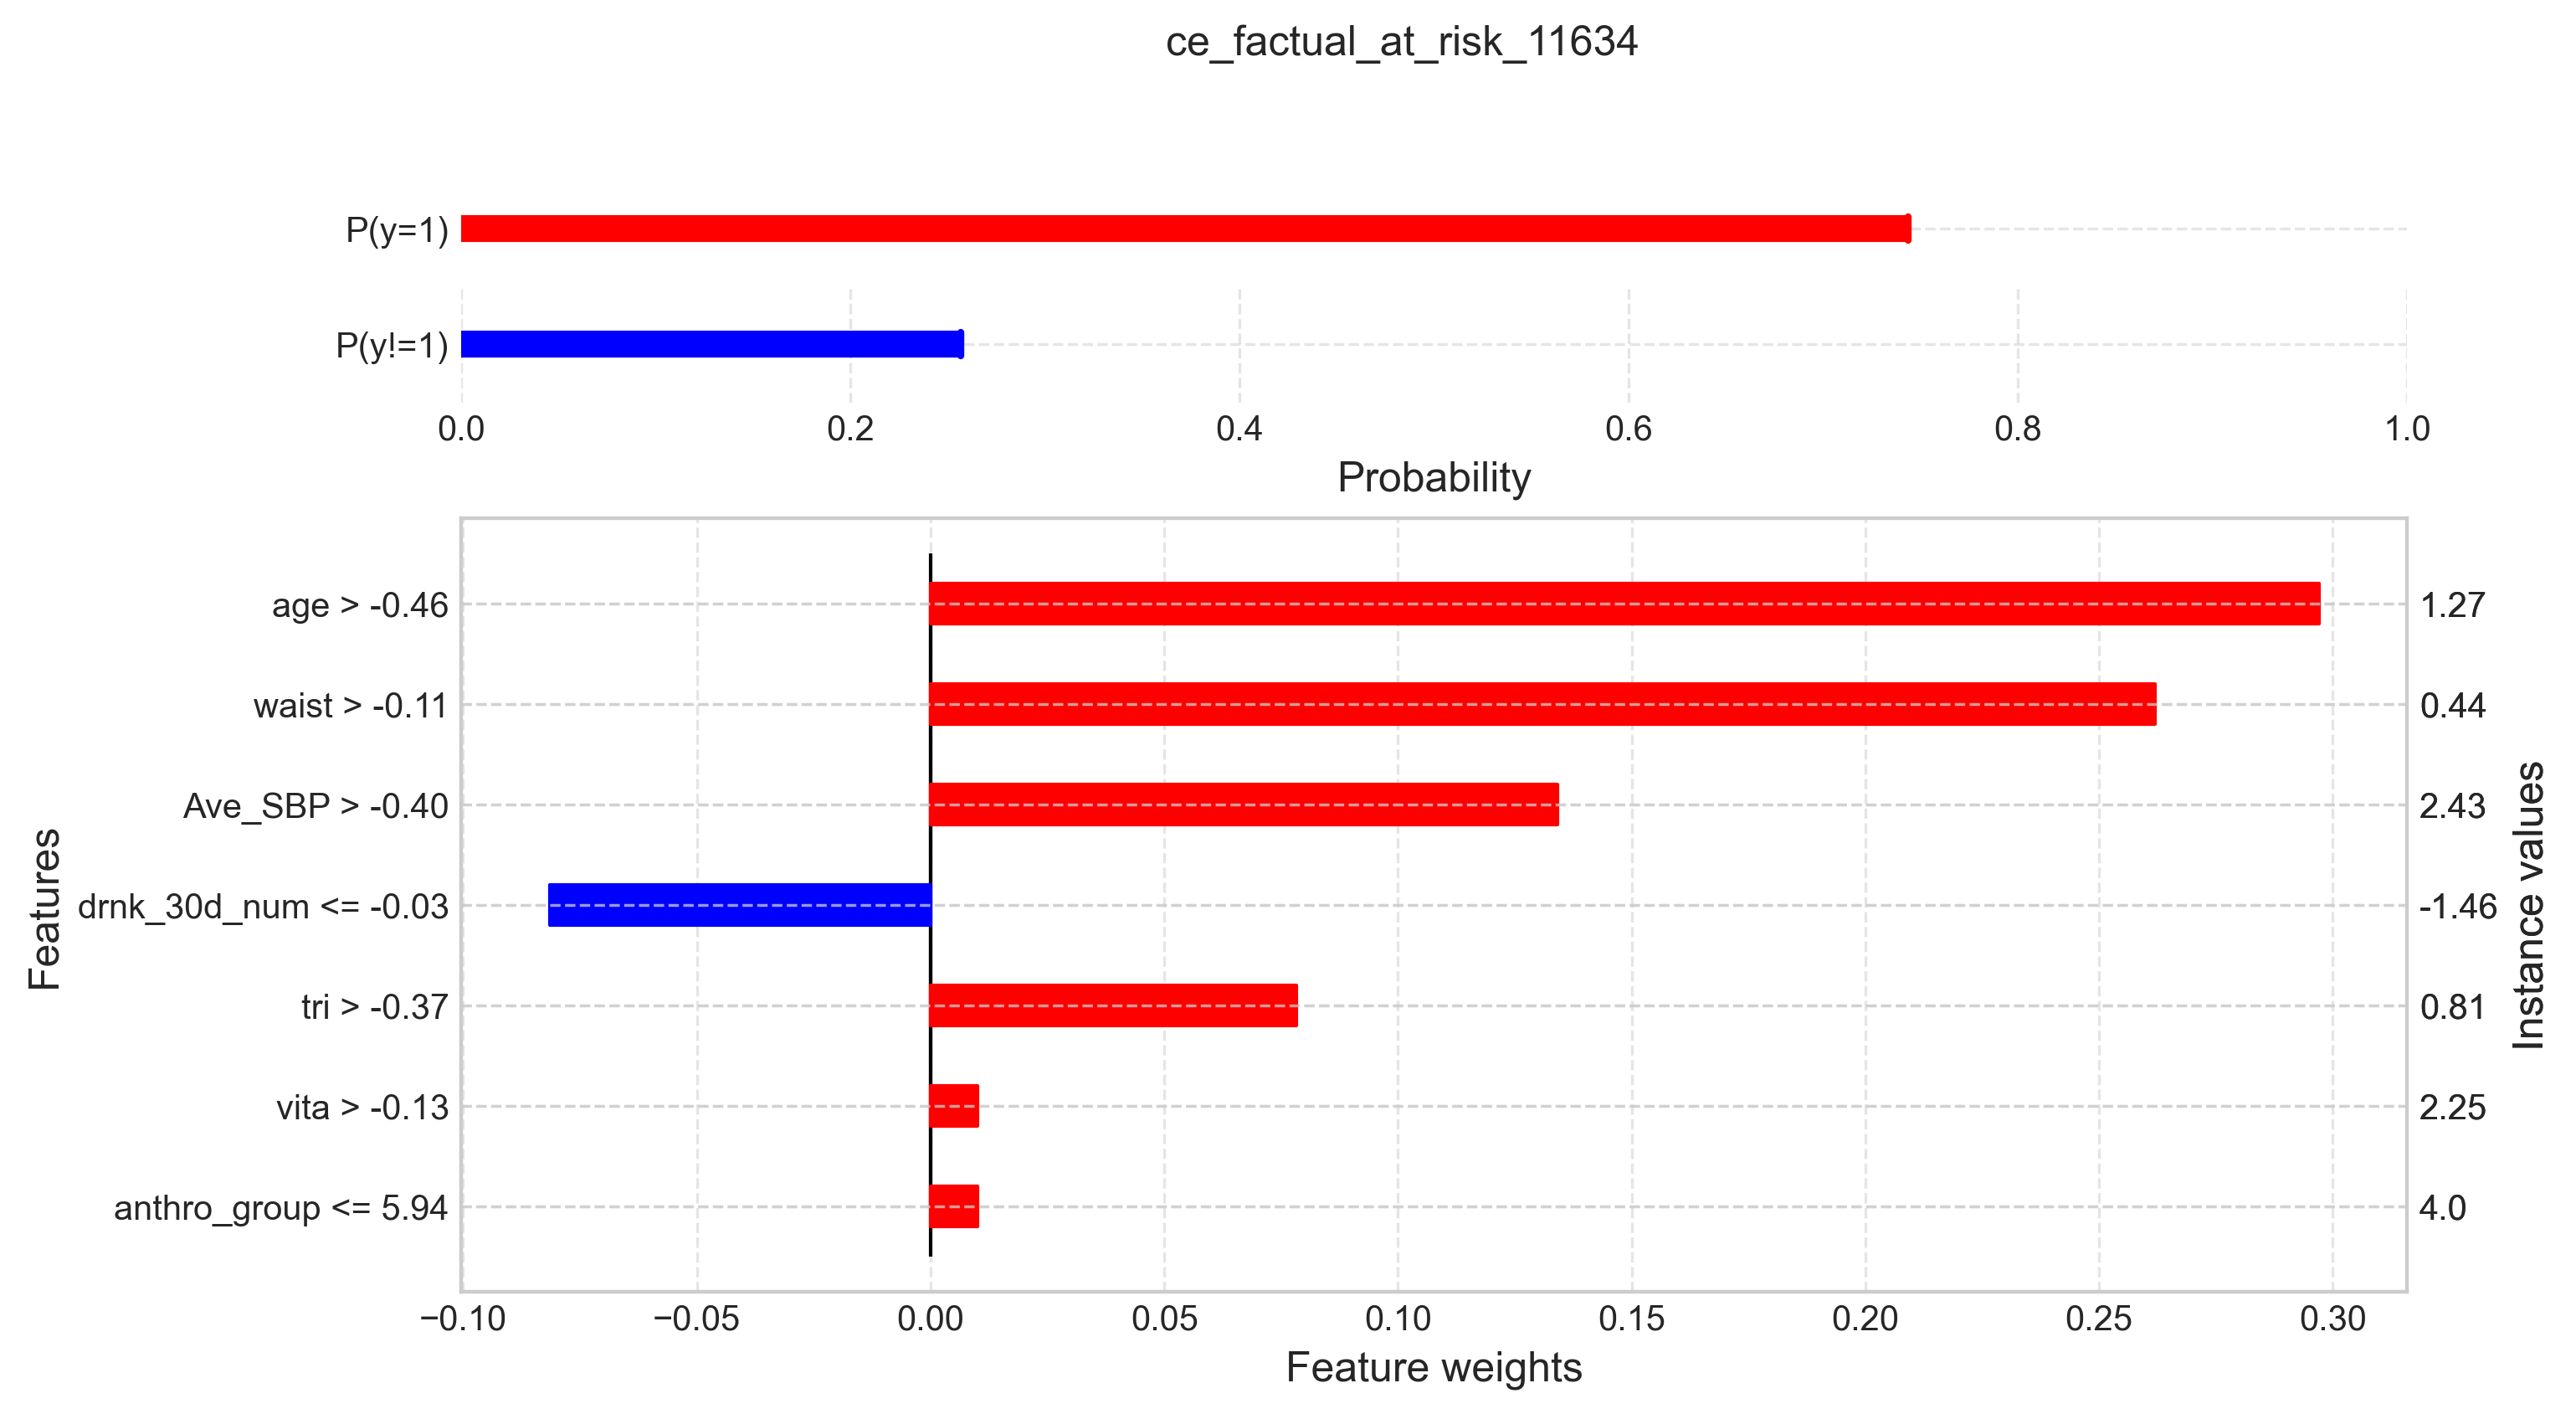 ce_factual_at_risk_11634
P(y=1)
P(y!=1)
0.0 0.2 0.4 0.6 0.8 1.0
Probability
Features
age > -0.46 1.27
waist > -0.11 0.44
Ave_SBP > -0.40 2.43
drnk_30d_num <= -0.03 -1.46
tri > -0.37 0.81
vita > -0.13 2.25
anthro_group <= 5.94 4.0
Instance values
−0.10 −0.05 0.00 0.05 0.10 0.15 0.20 0.25 0.30
Feature weights